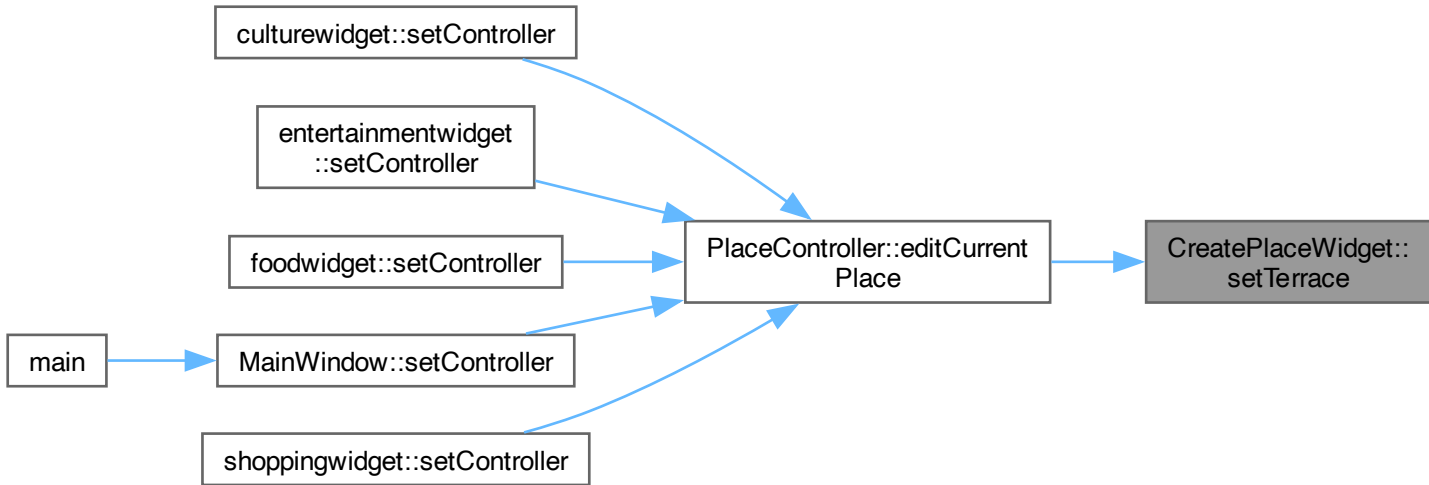 culturewidget::setController
entertainmentwidget
::setController
foodwidget::setController
main
MainWindow::setController
shoppingwidget::setController
PlaceController::editCurrent
Place
CreatePlaceWidget::
setTerrace